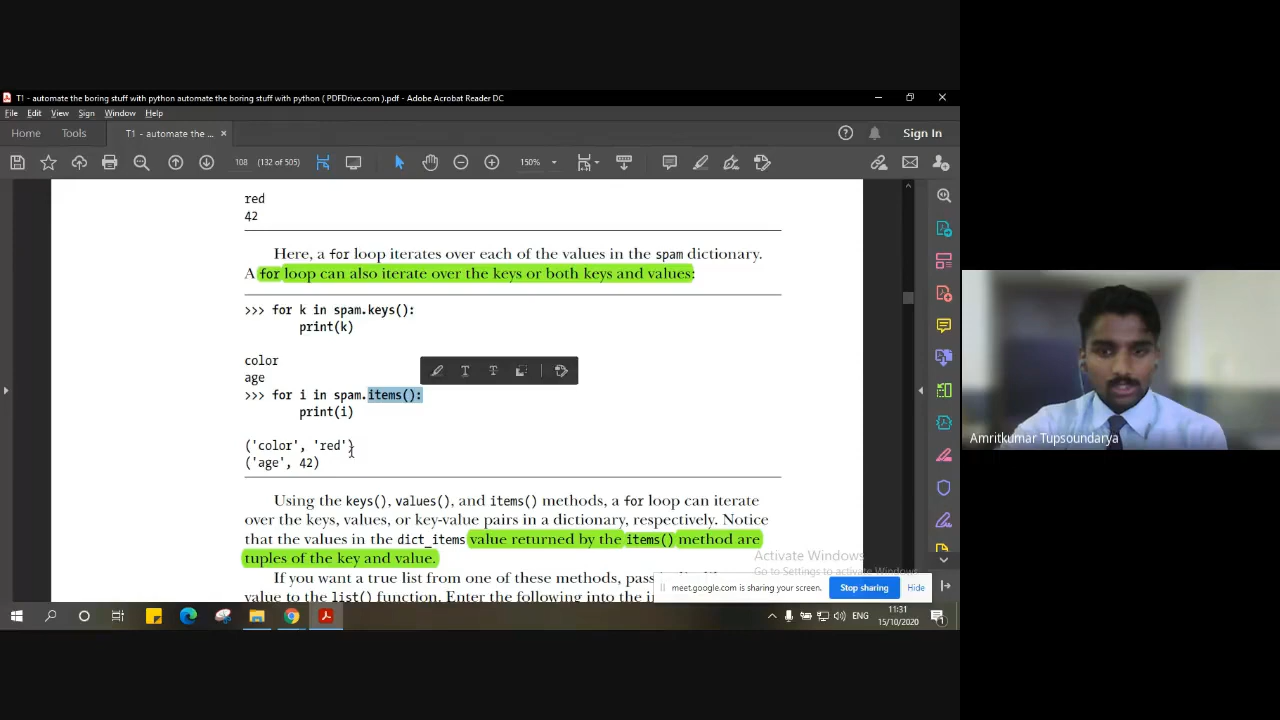 T1 - automate the boring stuff with python automate the boring stuff with python ( PDFDrive.com ).pdf - Adobe Acrobat Reader DC
File Edit View Sign Window Help
Home Tools T1 - automate the ... × Sign In
108 (132 of 505) 150%
red
42
Here, a for loop iterates over each of the values in the spam dictionary.
A for loop can also iterate over the keys or both keys and values:
>>> for k in spam.keys():
print(k)
color
age
>>> for i in spam.items():
print(i)
('color', 'red')
('age', 42)
Using the keys(), values(), and items() methods, a for loop can iterate
over the keys, values, or key-value pairs in a dictionary, respectively. Notice
that the values in the dict_items value returned by the items() method are
tuples of the key and value.
If you want a true list from one of these methods, pass
value to the list() function. Enter the following into the
Activate Windows
Go to Settings to activate Windows.
meet.google.com is sharing your screen. Stop sharing Hide
ENG
11:31
15/10/2020
Amritkumar Tupsoundarya